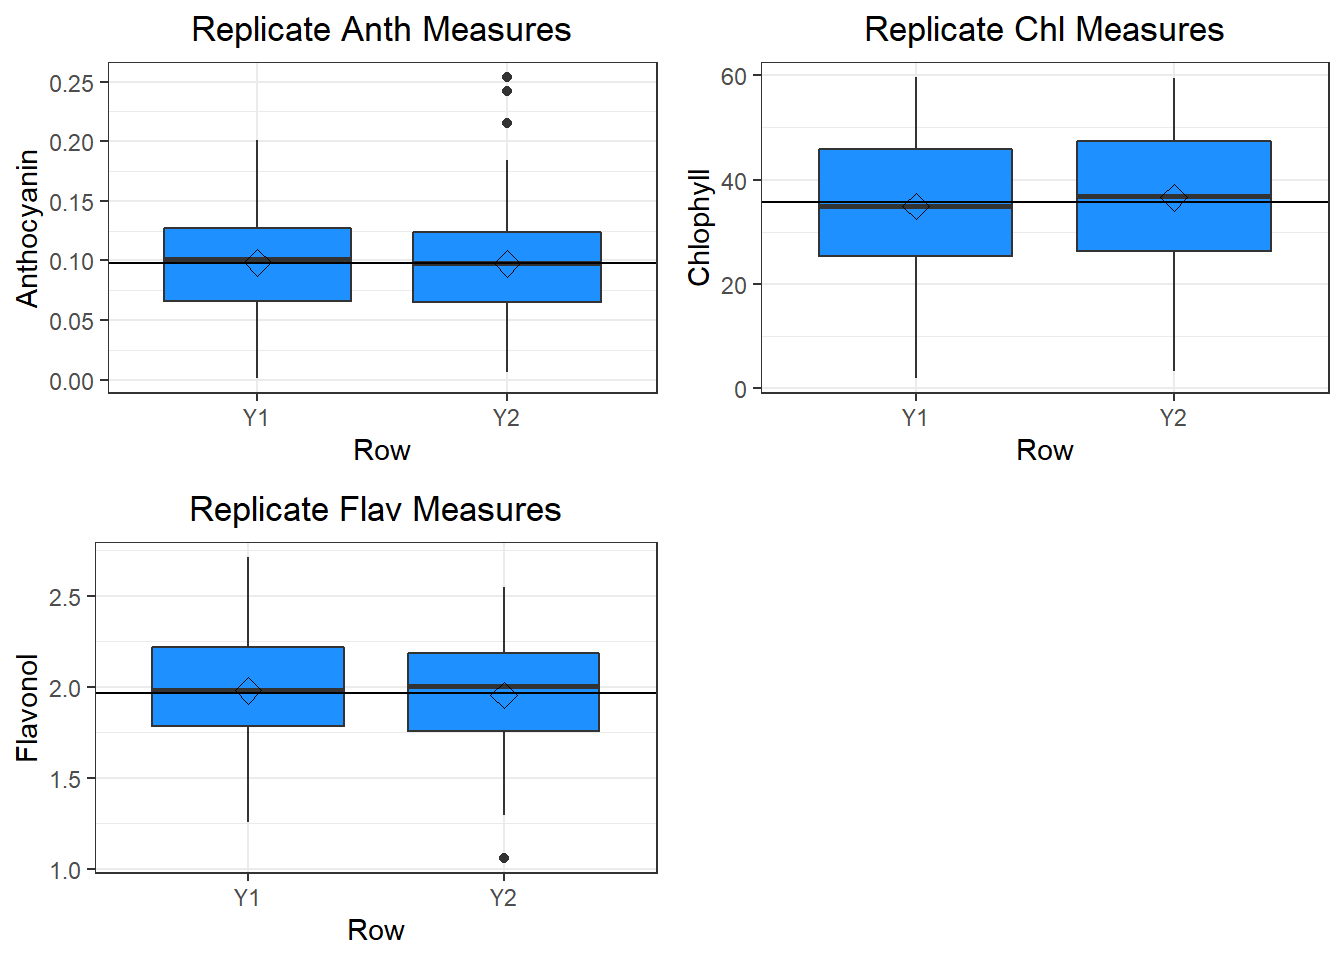 Replicate Anth Measures
Anthocyanin
0.25
0.20
0.15
0.10
0.05
0.00
Y1 Y2
Row
Replicate Chl Measures
Chlophyll
60
40
20
0
Y1 Y2
Row
Replicate Flav Measures
Flavonol
2.5
2.0
1.5
1.0
Y1 Y2
Row